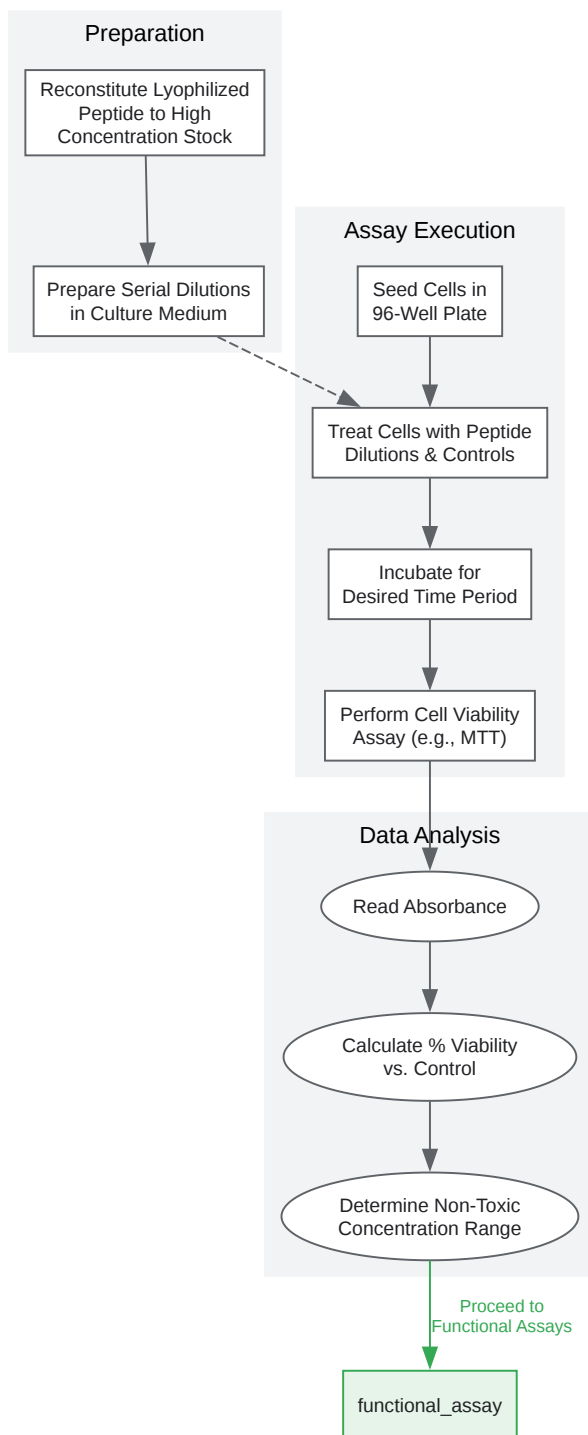 Preparation
Reconstitute Lyophilized
Peptide to High
Concentration Stock
Prepare Serial Dilutions
in Culture Medium
Assay Execution
Seed Cells in
96-Well Plate
Treat Cells with Peptide
Dilutions & Controls
Incubate for
Desired Time Period
Perform Cell Viability
Assay (e.g., MTT)
Data Analysis
Read Absorbance
Calculate % Viability
vs. Control
Determine Non-Toxic
Concentration Range
Proceed to
Functional Assays
functional_assay